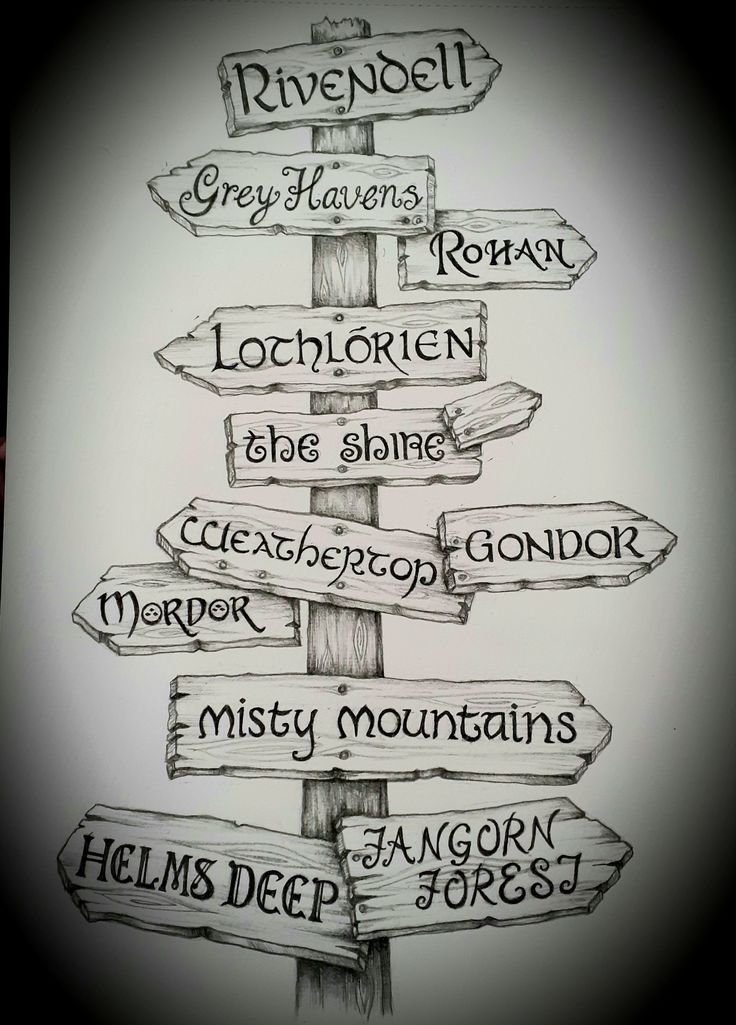 Rivendell
Grey Havens
Rohan
Lothlórien
the shire
Weathertop
GONDOR
Mordor
misty mountains
HELMS DEEP
FANGORN
FOREST